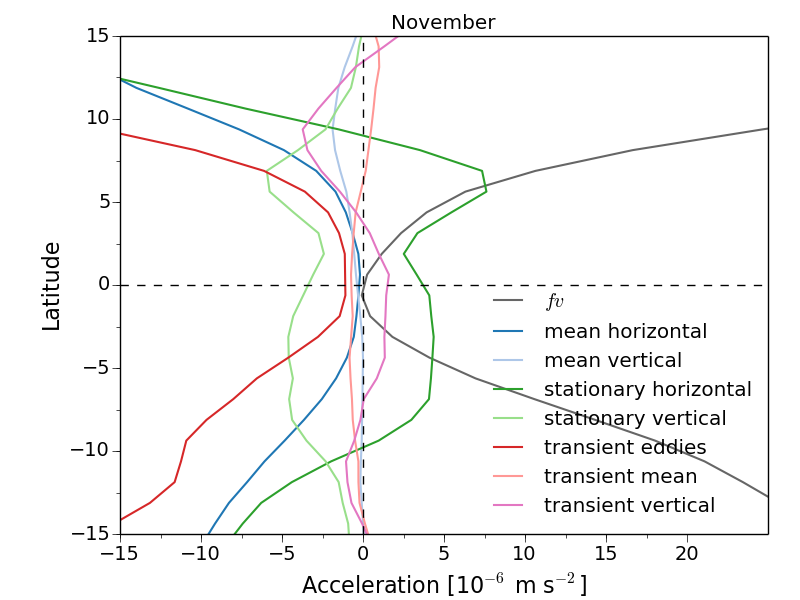 November
15
10
5
0
−5
−10
−15
Latitude
fv
mean horizontal
mean vertical
stationary horizontal
stationary vertical
transient eddies
transient mean
transient vertical
−15 −10 −5 0 5 10 15 20
Acceleration [10⁻⁶ m s⁻²]